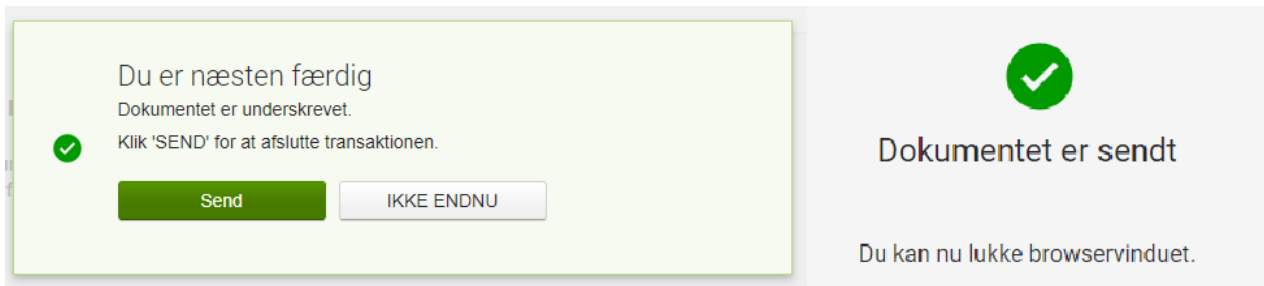 Du er næsten færdig
Dokumentet er underskrevet.
Klik 'SEND' for at afslutte transaktionen.
Send
IKKE ENDNU
Dokumentet er sendt
Du kan nu lukke browservinduet.